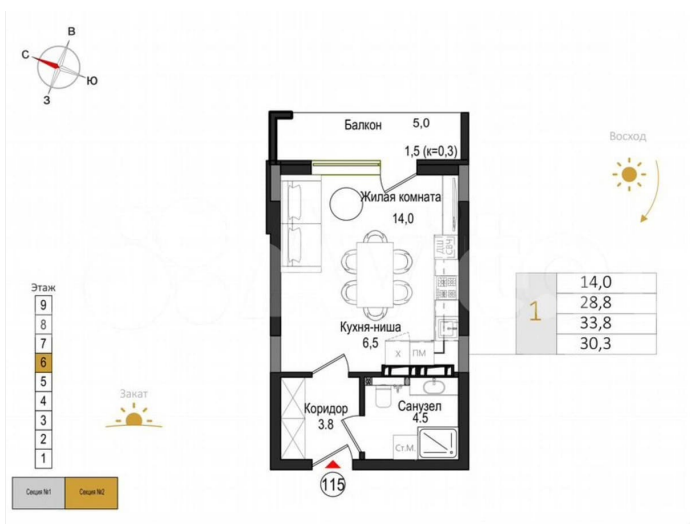 В
С
Ю
З
Балкон 5,0
1,5 (к=0,3)
Восход
Жилая комната
14,0
ДШ
СВЧ
Этаж
9
8
7
6
5
4
3
2
1
1
14,0
28,8
33,8
30,3
Кухня-ниша
6,5
Х ПМ
Закат
Коридор
3.8
Санузел
4.5
Ст.М.
115
Секция №1 Секция №2